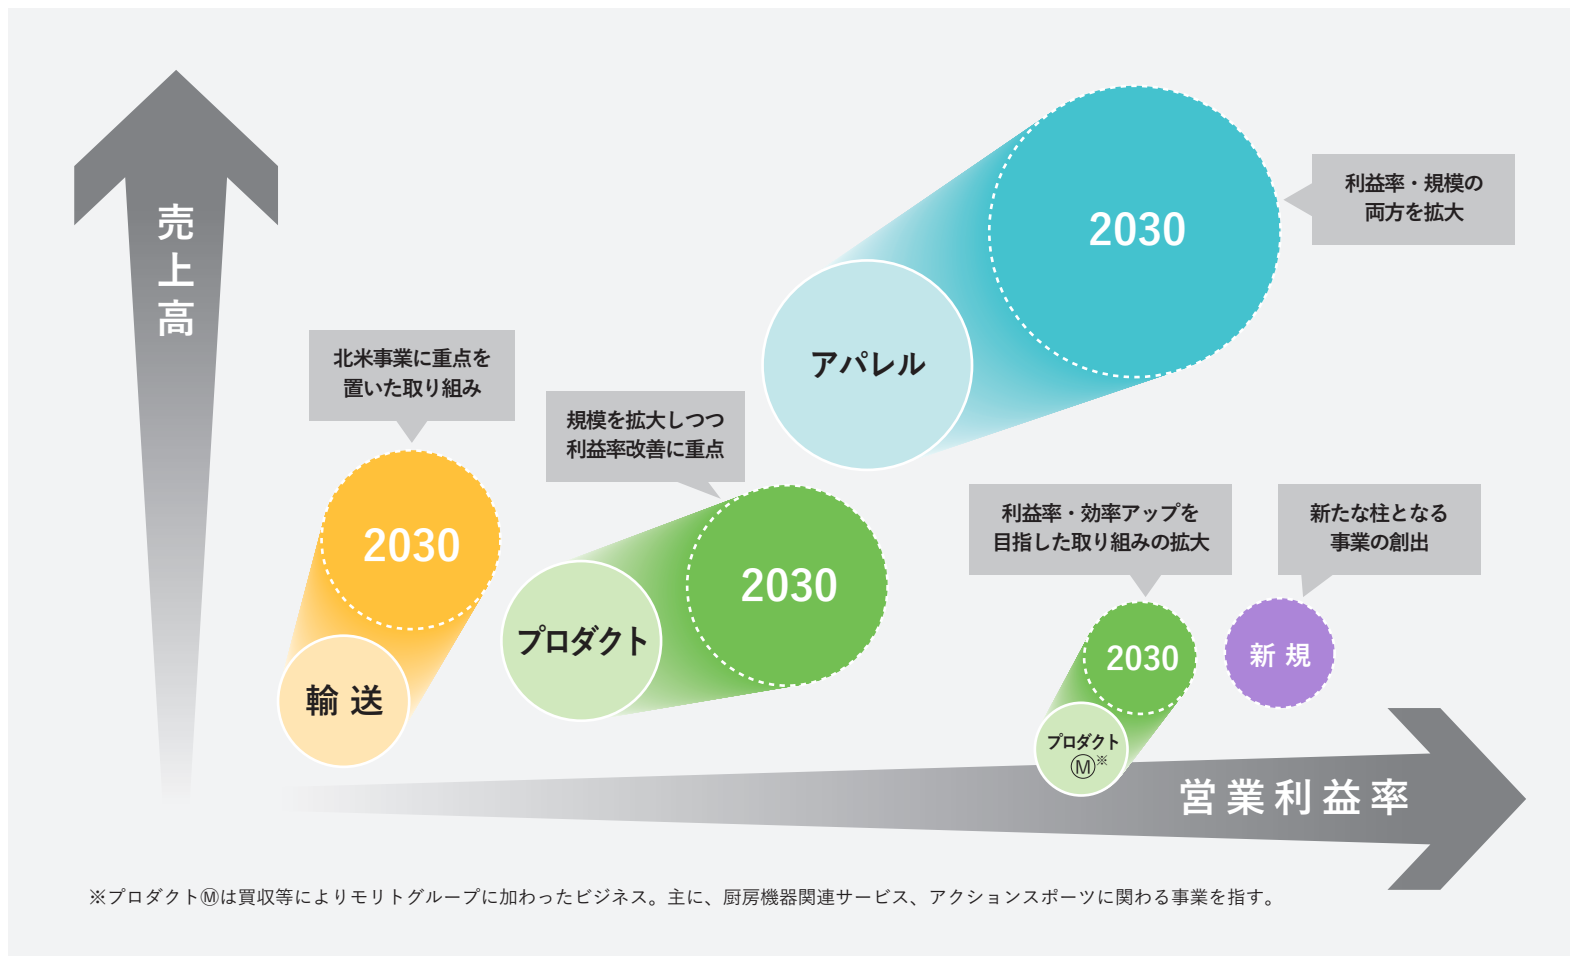 売上高
利益率・規模の
両方を拡大
2030
アパレル
北米事業に重点を
置いた取り組み
2030
輸送
規模を拡大しつつ
利益率改善に重点
2030
プロダクト
利益率・効率アップを
目指した取り組みの拡大
2030
プロダクト
Ⓜ※
新たな柱となる
事業の創出
新規
営業利益率
※プロダクトⓂは買収等によりモリトグループに加わったビジネス。主に、厨房機器関連サービス、アクションスポーツに関わる事業を指す。